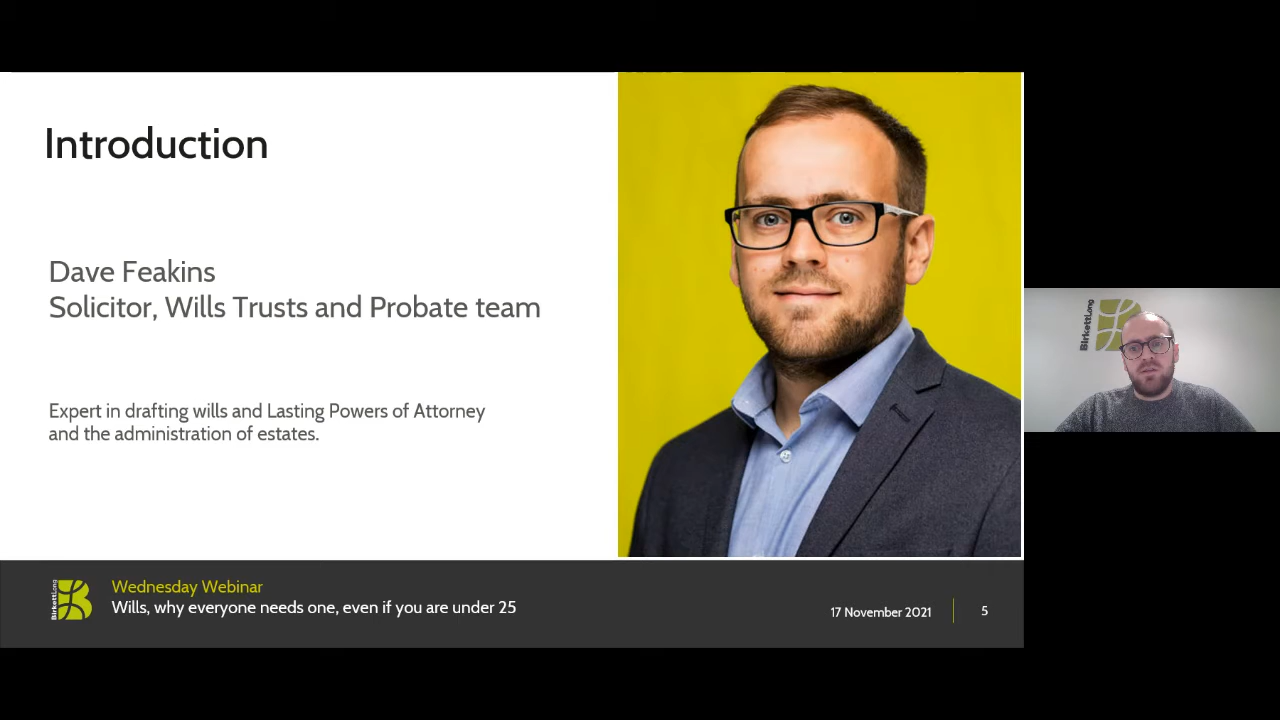 Introduction
Dave Feakins
Solicitor, Wills Trusts and Probate team
Expert in drafting wills and Lasting Powers of Attorney
and the administration of estates.
BirkettLong
BirkettLong
Wednesday Webinar
Wills, why everyone needs one, even if you are under 25
17 November 2021
5